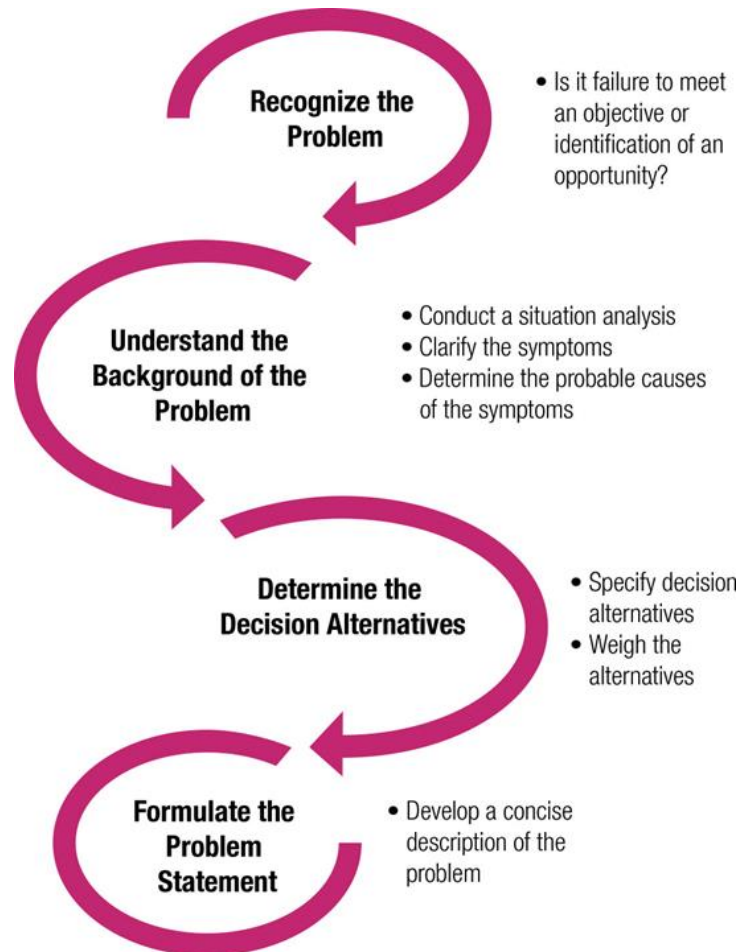 Recognize the
Problem
• Is it failure to meet
an objective or
identification of an
opportunity?
Understand the
Background of the
Problem
• Conduct a situation analysis
• Clarify the symptoms
• Determine the probable causes
of the symptoms
Determine the
Decision Alternatives
• Specify decision
alternatives
• Weigh the
alternatives
Formulate the
Problem
Statement
• Develop a concise
description of the
problem